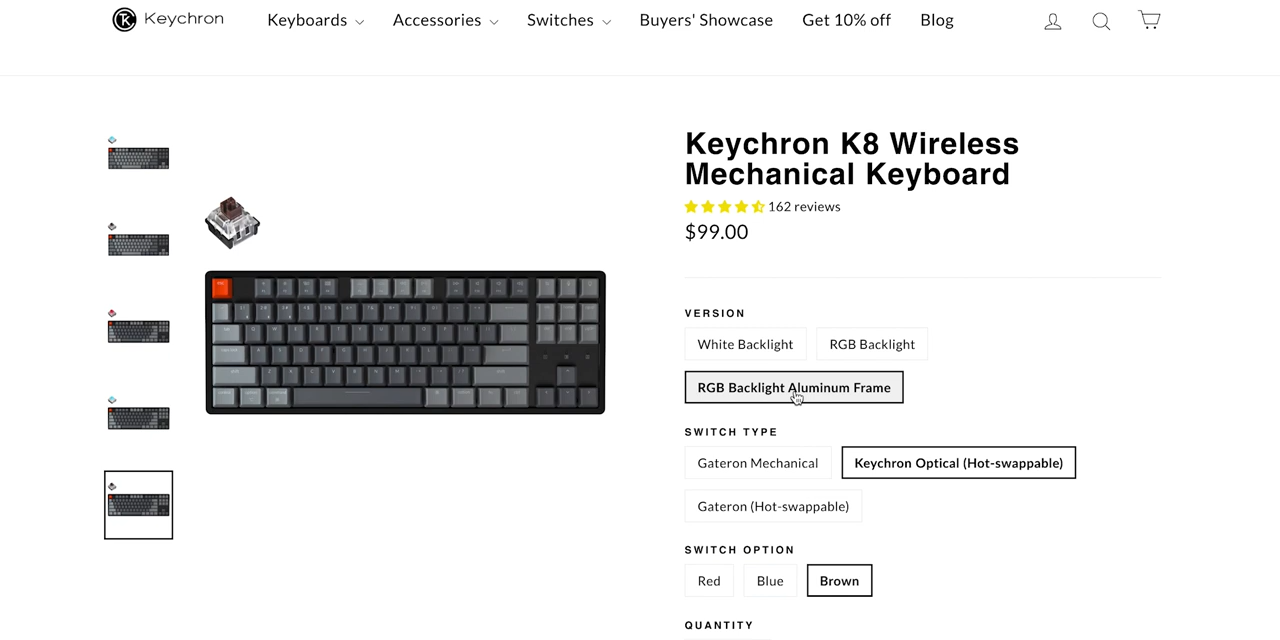 Keychron Keyboards Accessories Switches Buyers' Showcase Get 10% off Blog
Keychron K8 Wireless
Mechanical Keyboard
162 reviews
$99.00
VERSION
White Backlight RGB Backlight
RGB Backlight Aluminum Frame
SWITCH TYPE
Gateron Mechanical Keychron Optical (Hot-swappable)
Gateron (Hot-swappable)
SWITCH OPTION
Red Blue Brown
QUANTITY